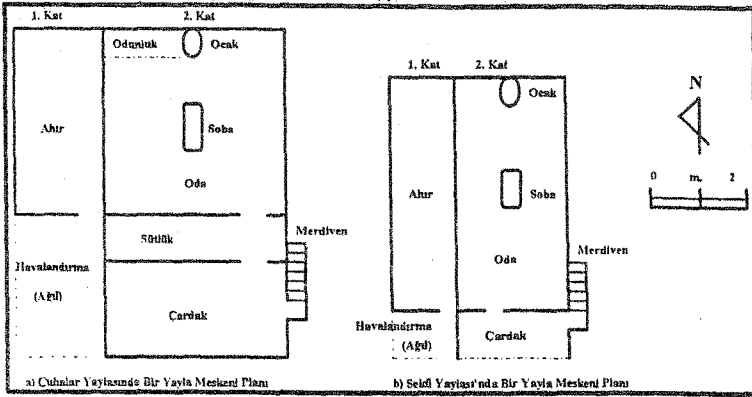 1. Kat 2. Kat
Odunluk Ocak
Ahır
Soba
Oda
Sütlük
Merdiven
Havalandırma
(Ağıl)
Çardak
a) Çuhalar Yaylasında Bir Yayla Meskeni Planı
1. Kat 2. Kat
Ocak
Ahır
Soba
Oda
Merdiven
Havalandırma
(Ağıl)
Çardak
b) Yaylası'nda Bir Yayla Meskeni Planı
N
0 m. 2